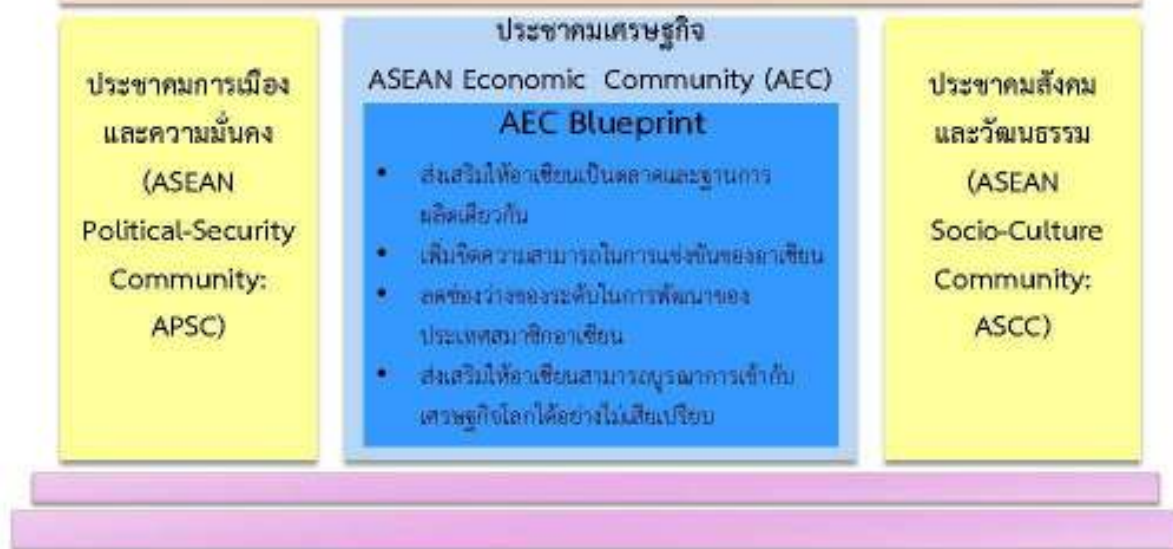 ประชาคมการเมือง
และความมั่นคง
(ASEAN
Political-Security
Community:
APSC)
ประชาคมเศรษฐกิจ
ASEAN Economic Community (AEC)
AEC Blueprint
• ส่งเสริมให้อาเซียนเป็นตลาดและฐานการ
ผลิตเดียวกัน
• เพิ่มขีดความสามารถในการแข่งขันของอาเซียน
• ลดช่องว่างของระดับในการพัฒนาของ
ประเทศสมาชิกอาเซียน
• ส่งเสริมให้อาเซียนสามารถบูรณาการเข้ากับ
เศรษฐกิจโลกได้อย่างไม่เสียเปรียบ
ประชาคมสังคม
และวัฒนธรรม
(ASEAN
Socio-Culture
Community:
ASCC)